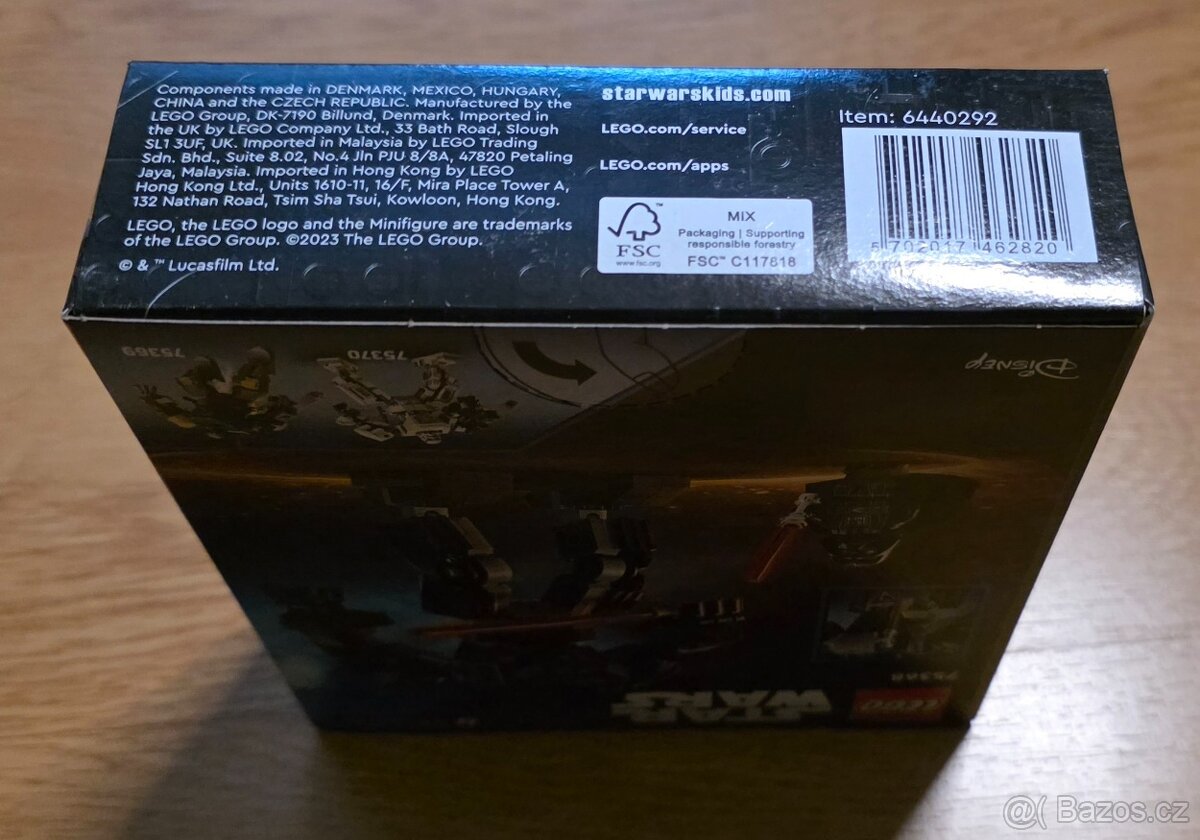 Components made in DENMARK, MEXICO, HUNGARY,
CHINA and the CZECH REPUBLIC. Manufactured by the
LEGO Group, DK-7190 Billund, Denmark. Imported in
the UK by LEGO Company Ltd., 33 Bath Road, Slough
SL1 3UF, UK. Imported in Malaysia by LEGO Trading
Sdn. Bhd., Suite 8.02, No.4 Jln PJU 8/8A, 47820 Petaling
Jaya, Malaysia. Imported in Hong Kong by LEGO
Hong Kong Ltd., Units 1610-11, 16/F, Mira Place Tower A,
132 Nathan Road, Tsim Sha Tsui, Kowloon, Hong Kong.
LEGO, the LEGO logo and the Minifigure are trademarks
of the LEGO Group. ©2023 The LEGO Group.
© & ™ Lucasfilm Ltd.
starwarskids.com
LEGO.com/service
LEGO.com/apps
FSC™
www.fsc.org
MIX
Packaging | Supporting
responsible forestry
FSC™ C117818
Item: 6440292
5 702017 462820
75369
75370
Disney
75368
LEGO
STAR
WARS
@( Bazos.cz